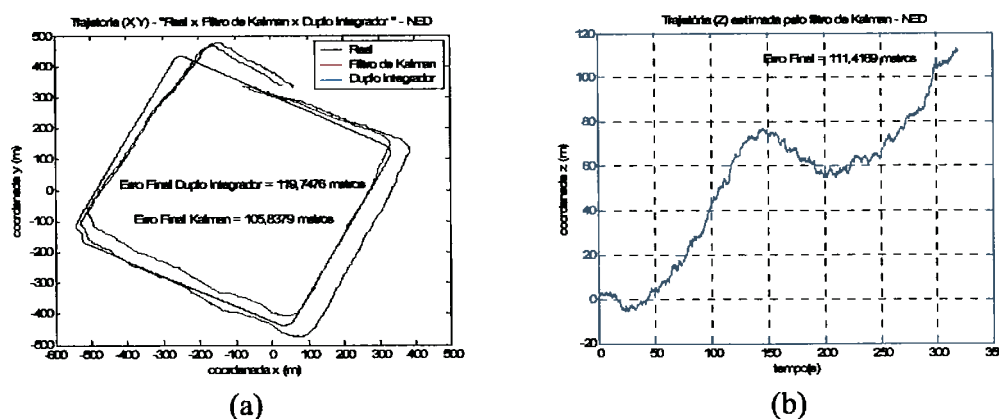 Trajetória (X,Y) - "Real x Filtro de Kalman x Duplo Integrador" - NED
500
400
300
200
100
0
-100
-200
-300
-400
-500
coordenada y (m)
Real
Filtro de Kalman
Duplo Integrador
Erro Final Duplo Integrador = 119,7476 metros
Erro Final Kalman = 105,8379 metros
-600 -500 -400 -300 -200 -100 0 100 200 300 400 500
coordenada x (m)
(a)
Trajetória (Z) estimada pelo filtro de Kalman - NED
120
100
80
60
40
20
0
-20
coordenada z (m)
Erro Final = 111,4169 metros
0 50 100 150 200 250 300 35
tempo(s)
(b)